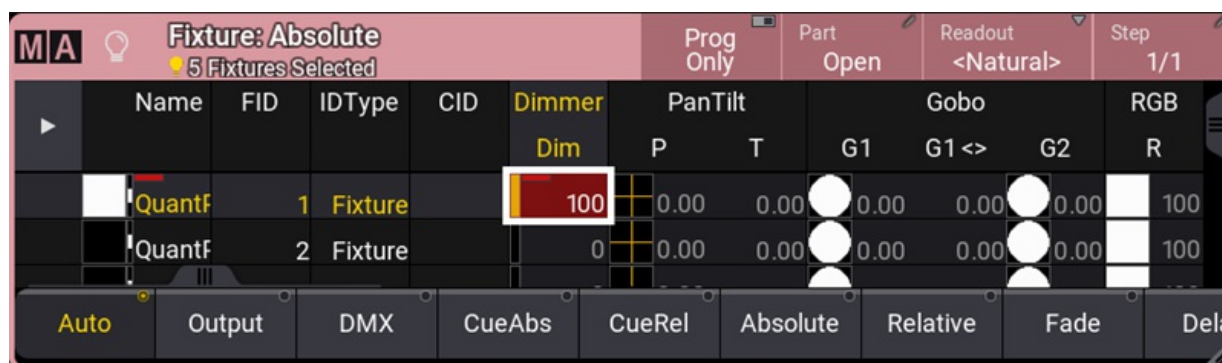 MA Fixture: Absolute Prog Part Readout Step
5 Fixtures Selected Only Open <Natural> 1/1
Name FID IDType CID Dimmer PanTilt Gobo RGB
Dim P T G1 G1 <> G2 R
QuantP 1 Fixture 100 0.00 0.00 0.00 0.00 0.00 100
QuantP 2 Fixture 0 0.00 0.00 0.00 0.00 0.00 100
Auto Output DMX CueAbs CueRel Absolute Relative Fade Dela